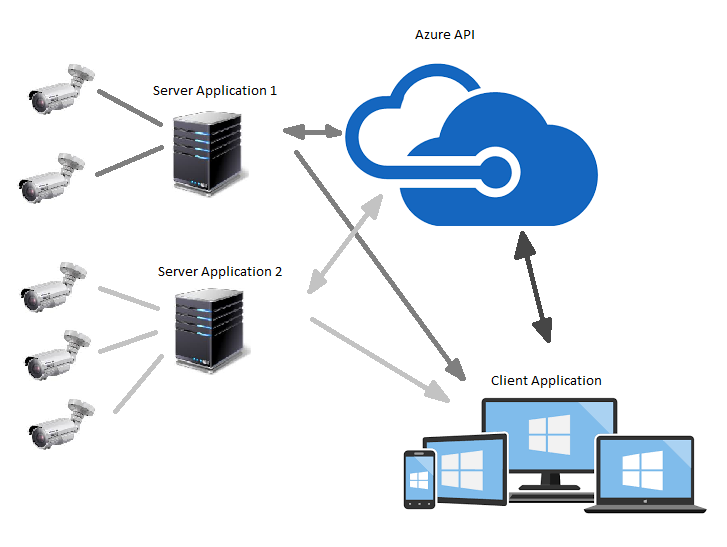 Azure API
Server Application 1
Server Application 2
Client Application